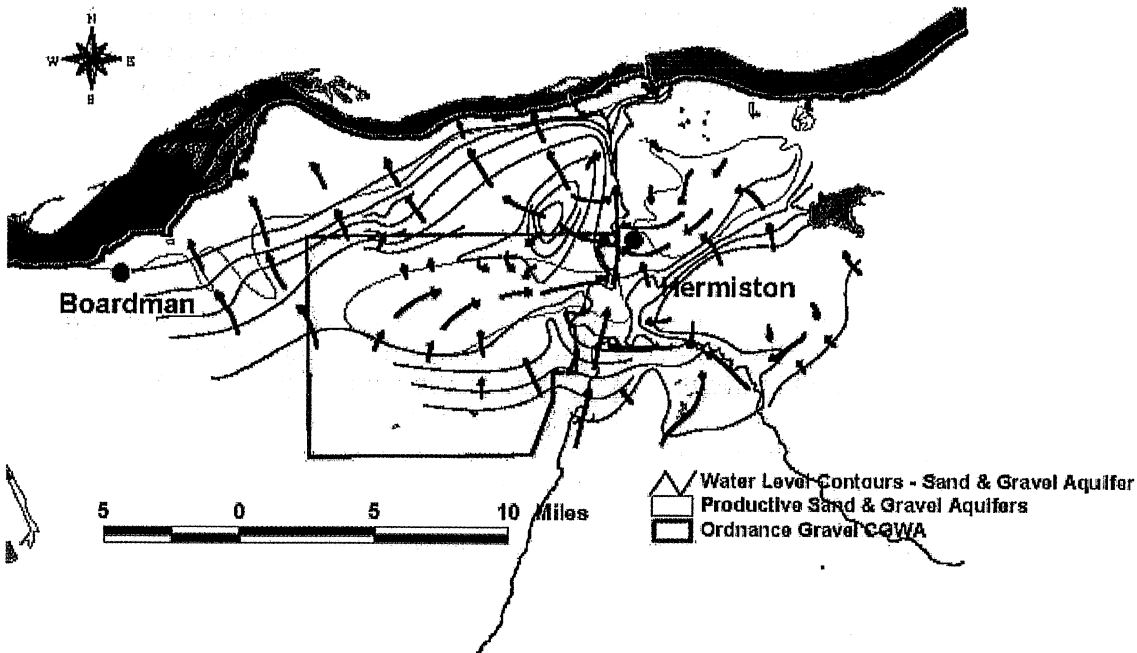 N
W E
S
Boardman
Hermiston
5 0 5 10 Miles
Water Level Contours - Sand & Gravel Aquifer
Productive Sand & Gravel Aquifers
Ordnance Gravel CGWA